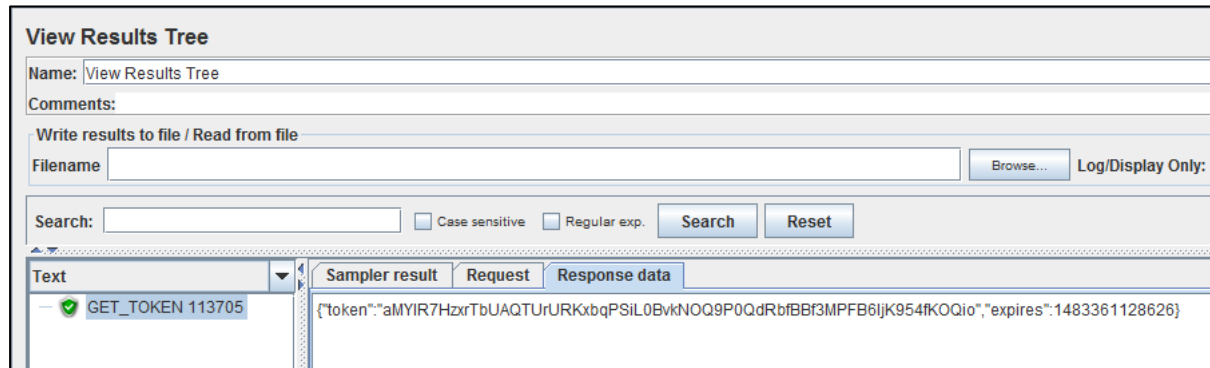 View Results Tree
Name: View Results Tree
Comments:
Write results to file / Read from file
Filename Browse... Log/Display Only:
Search: Case sensitive Regular exp. Search Reset
Text Sampler result Request Response data
GET_TOKEN 113705 {"token":"aMYIR7HzxrTbUAQTUrURKxbqPSiL0BvkNOQ9P0QdRbfBBf3MPFB6IjK954fKOQio","expires":1483361128626}